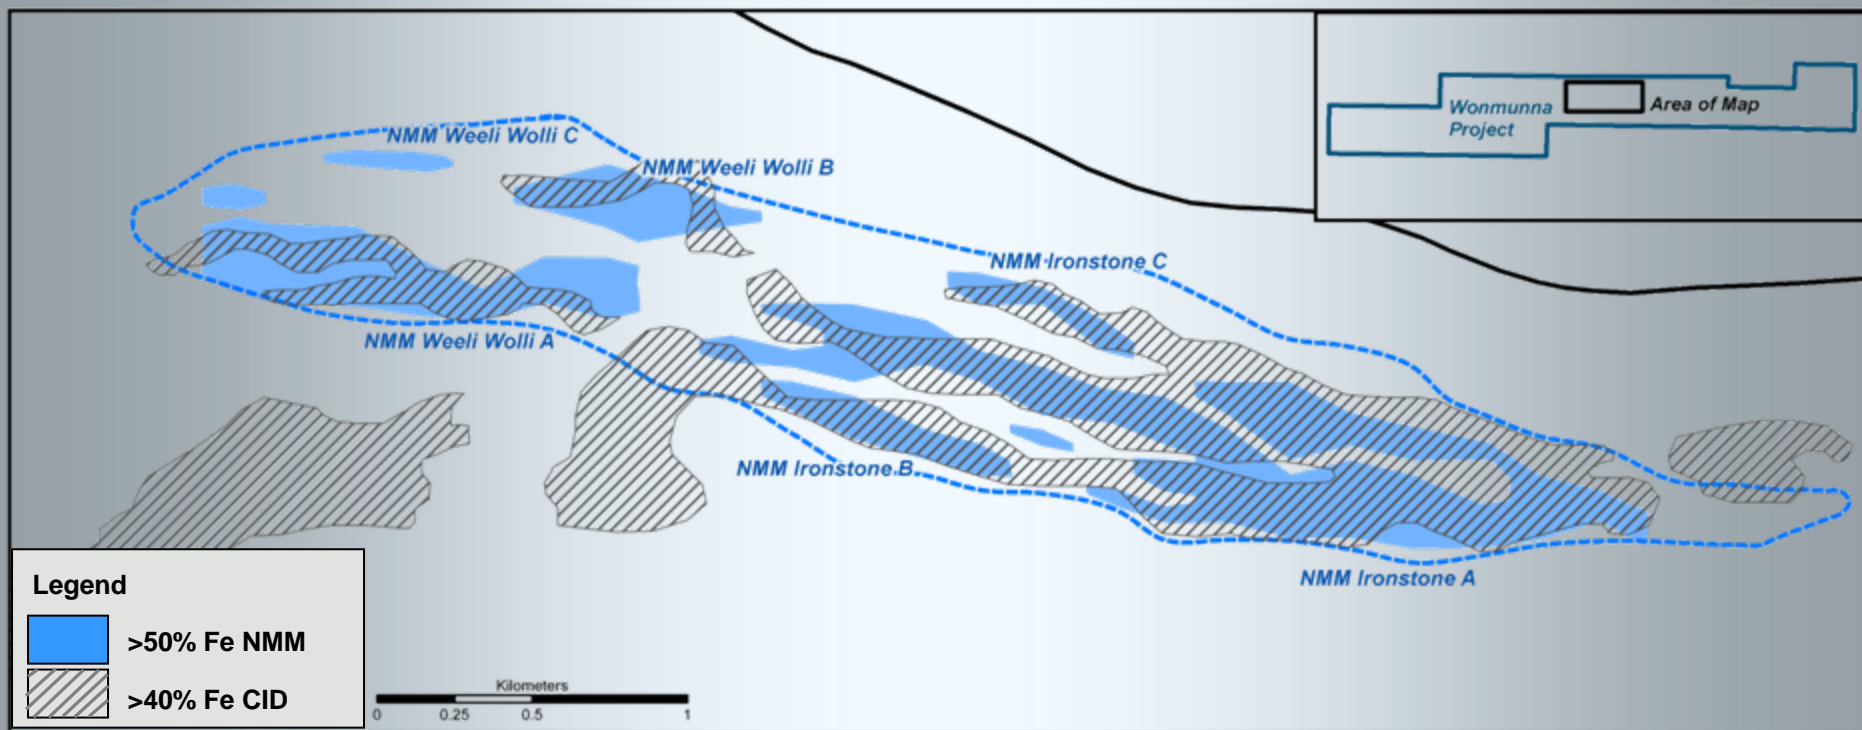 NMM Weeli Wolli C
NMM Weeli Wolli B
Wonmunna
Project
Area of Map
NMM Ironstone C
NMM Weeli Wolli A
NMM Ironstone B
NMM Ironstone A
Legend
>50% Fe NMM
>40% Fe CID
Kilometers
0 0.25 0.5 1